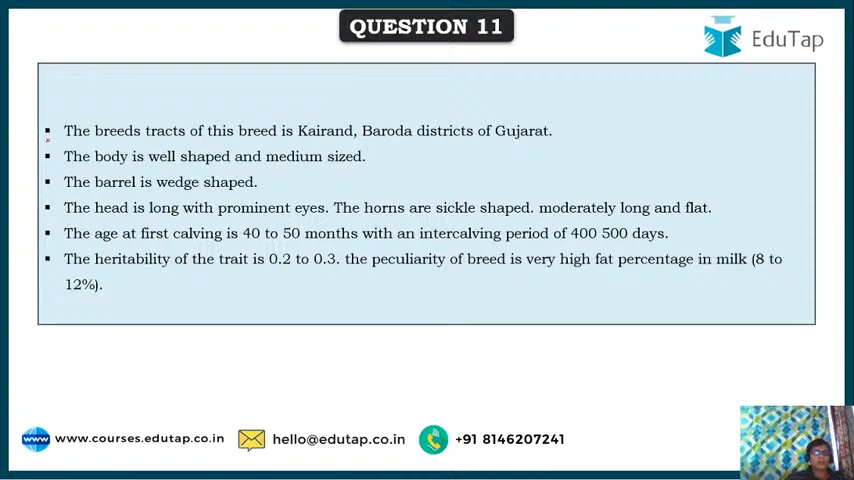 QUESTION 11
EduTap
▪ The breeds tracts of this breed is Kairand, Baroda districts of Gujarat.
▪ The body is well shaped and medium sized.
▪ The barrel is wedge shaped.
▪ The head is long with prominent eyes. The horns are sickle shaped. moderately long and flat.
▪ The age at first calving is 40 to 50 months with an intercalving period of 400 500 days.
▪ The heritability of the trait is 0.2 to 0.3. the peculiarity of breed is very high fat percentage in milk (8 to
12%).
www www.courses.edutap.co.in hello@edutap.co.in +91 8146207241